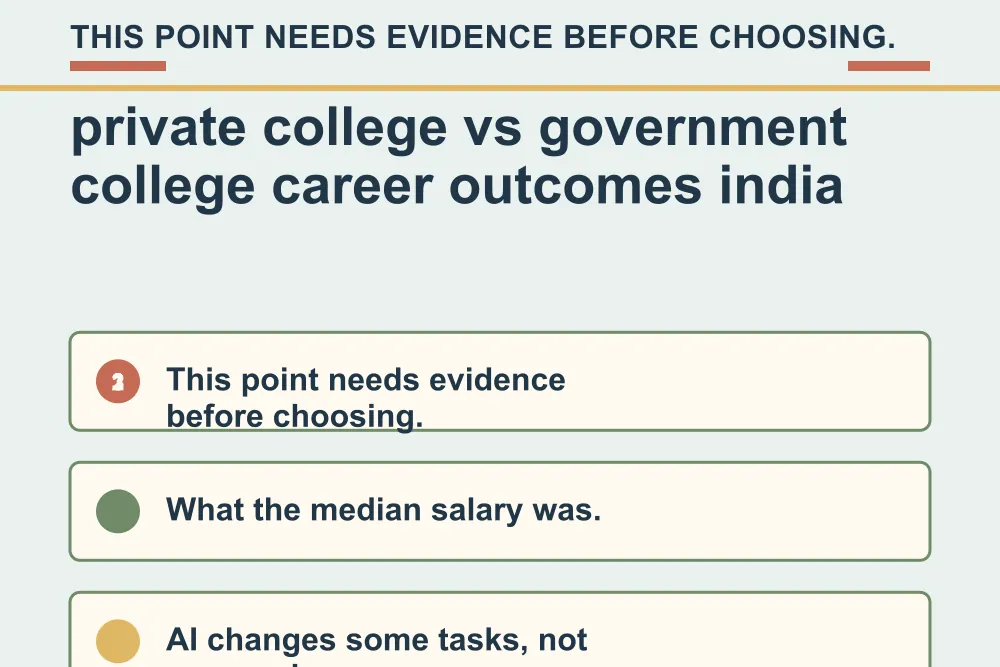 THIS POINT NEEDS EVIDENCE BEFORE CHOOSING.
private college vs government
college career outcomes india
This point needs evidence
before choosing.
What the median salary was.
AI changes some tasks, not